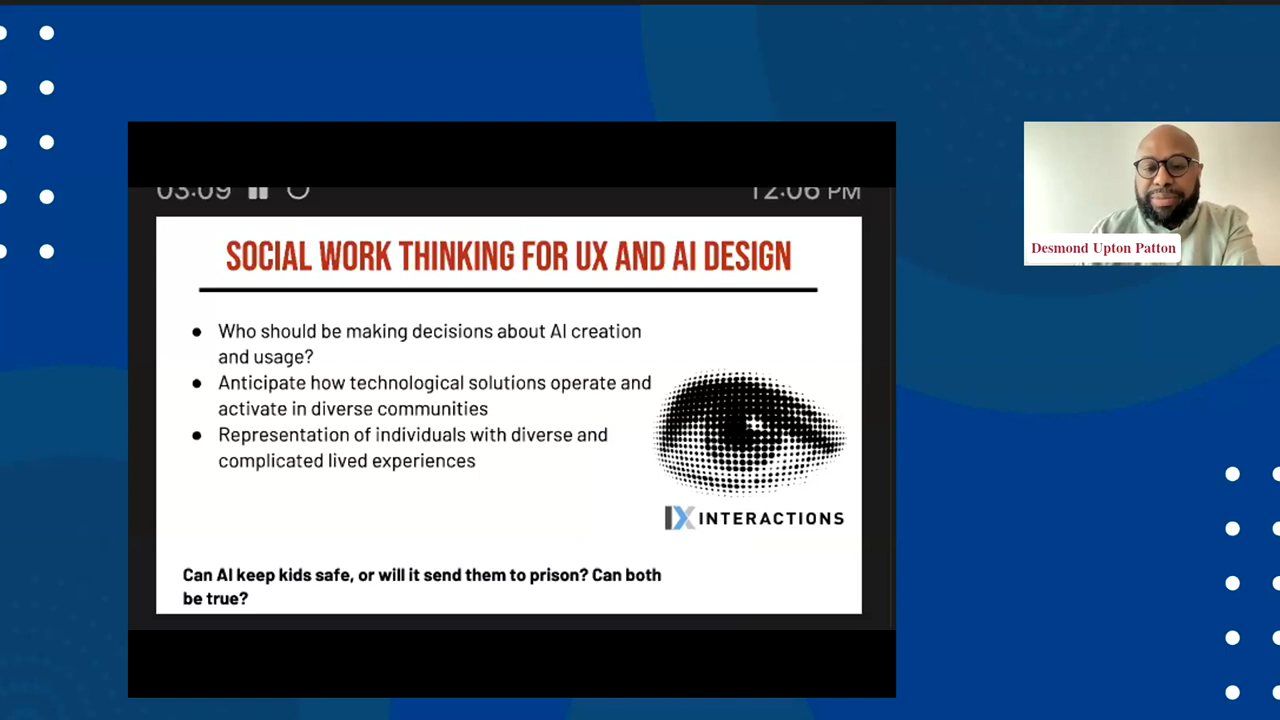 03:09
12:06 PM
SOCIAL WORK THINKING FOR UX AND AI DESIGN
● Who should be making decisions about AI creation
and usage?
● Anticipate how technological solutions operate and
activate in diverse communities
● Representation of individuals with diverse and
complicated lived experiences
IX INTERACTIONS
Can AI keep kids safe, or will it send them to prison? Can both
be true?
Desmond Upton Patton